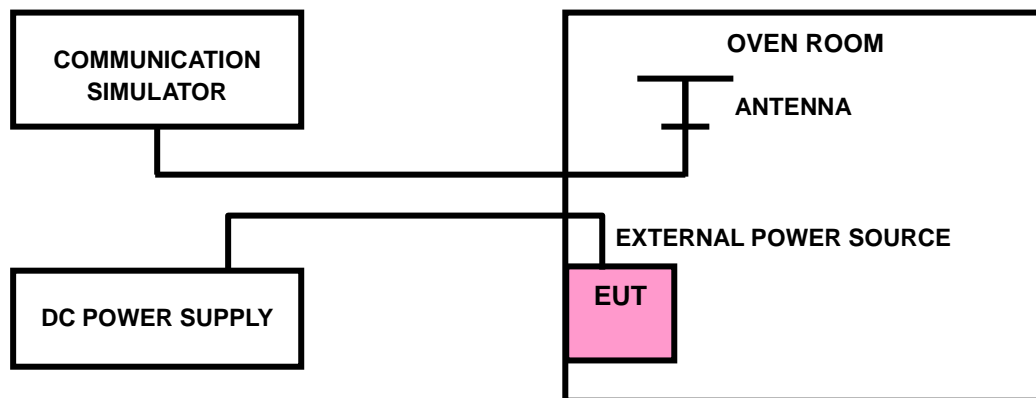 COMMUNICATION
SIMULATOR
OVEN ROOM
ANTENNA
EXTERNAL POWER SOURCE
EUT
DC POWER SUPPLY